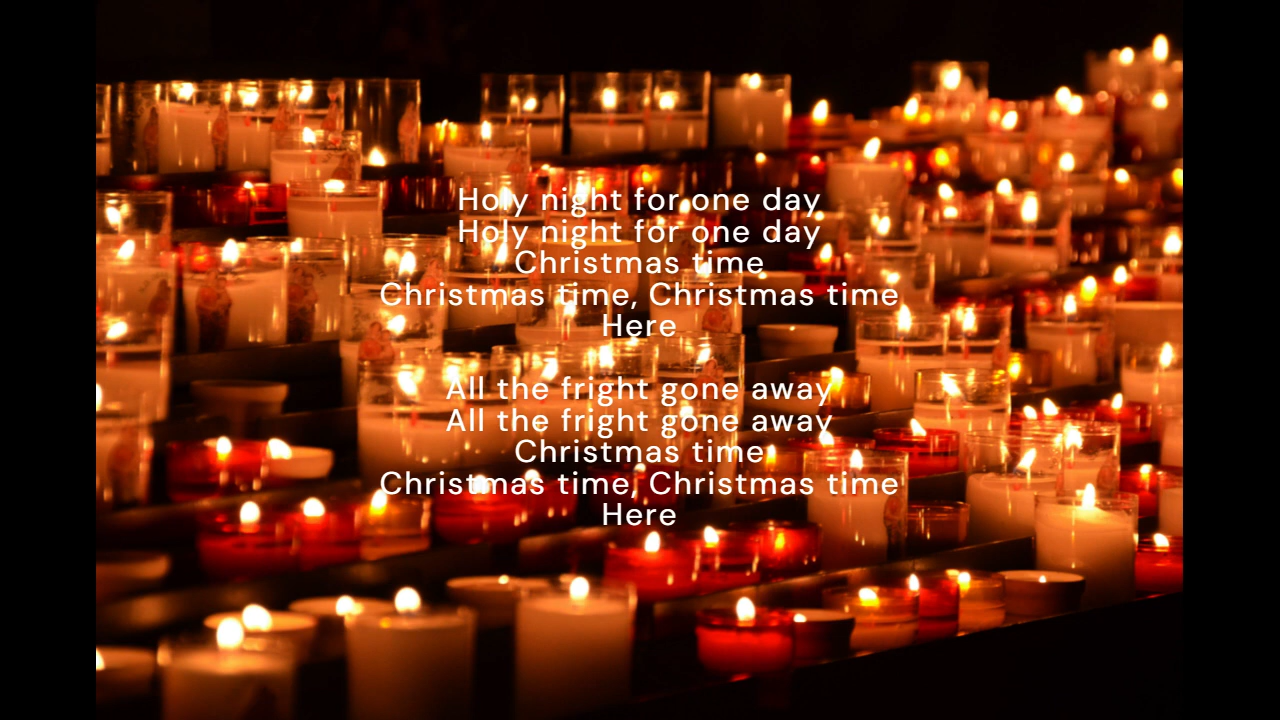 Holy night for one day
Holy night for one day
Christmas time
Christmas time, Christmas time
Here
All the fright gone away
All the fright gone away
Christmas time
Christmas time, Christmas time
Here